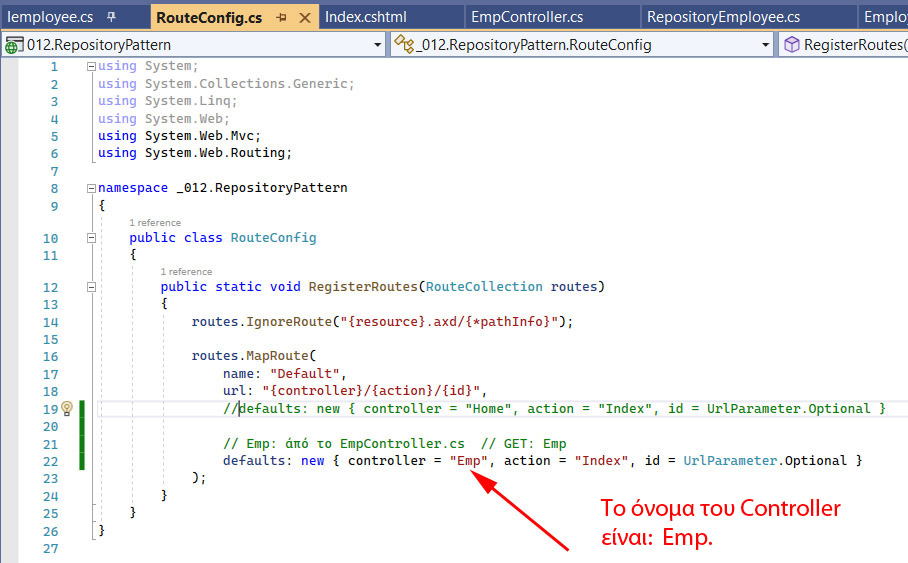 Iemployee.cs
RouteConfig.cs
Index.cshtml
EmpController.cs
RepositoryEmployee.cs
Employ
012.RepositoryPattern
_012.RepositoryPattern.RouteConfig
RegisterRoutes(
1 using System;
2 using System.Collections.Generic;
3 using System.Linq;
4 using System.Web;
5 using System.Web.Mvc;
6 using System.Web.Routing;
7
8 namespace _012.RepositoryPattern
9 {
1 reference
10 public class RouteConfig
11 {
1 reference
12 public static void RegisterRoutes(RouteCollection routes)
13 {
14 routes.IgnoreRoute("{resource}.axd/{*pathInfo}");
15
16 routes.MapRoute(
17 name: "Default",
18 url: "{controller}/{action}/{id}",
19 //defaults: new { controller = "Home", action = "Index", id = UrlParameter.Optional }
20
21 // Emp: άπό το EmpController.cs  // GET: Emp
22 defaults: new { controller = "Emp", action = "Index", id = UrlParameter.Optional }
23 );
24 }
25 }
26 }
27
Το όνομα του Controller
είναι: Emp.